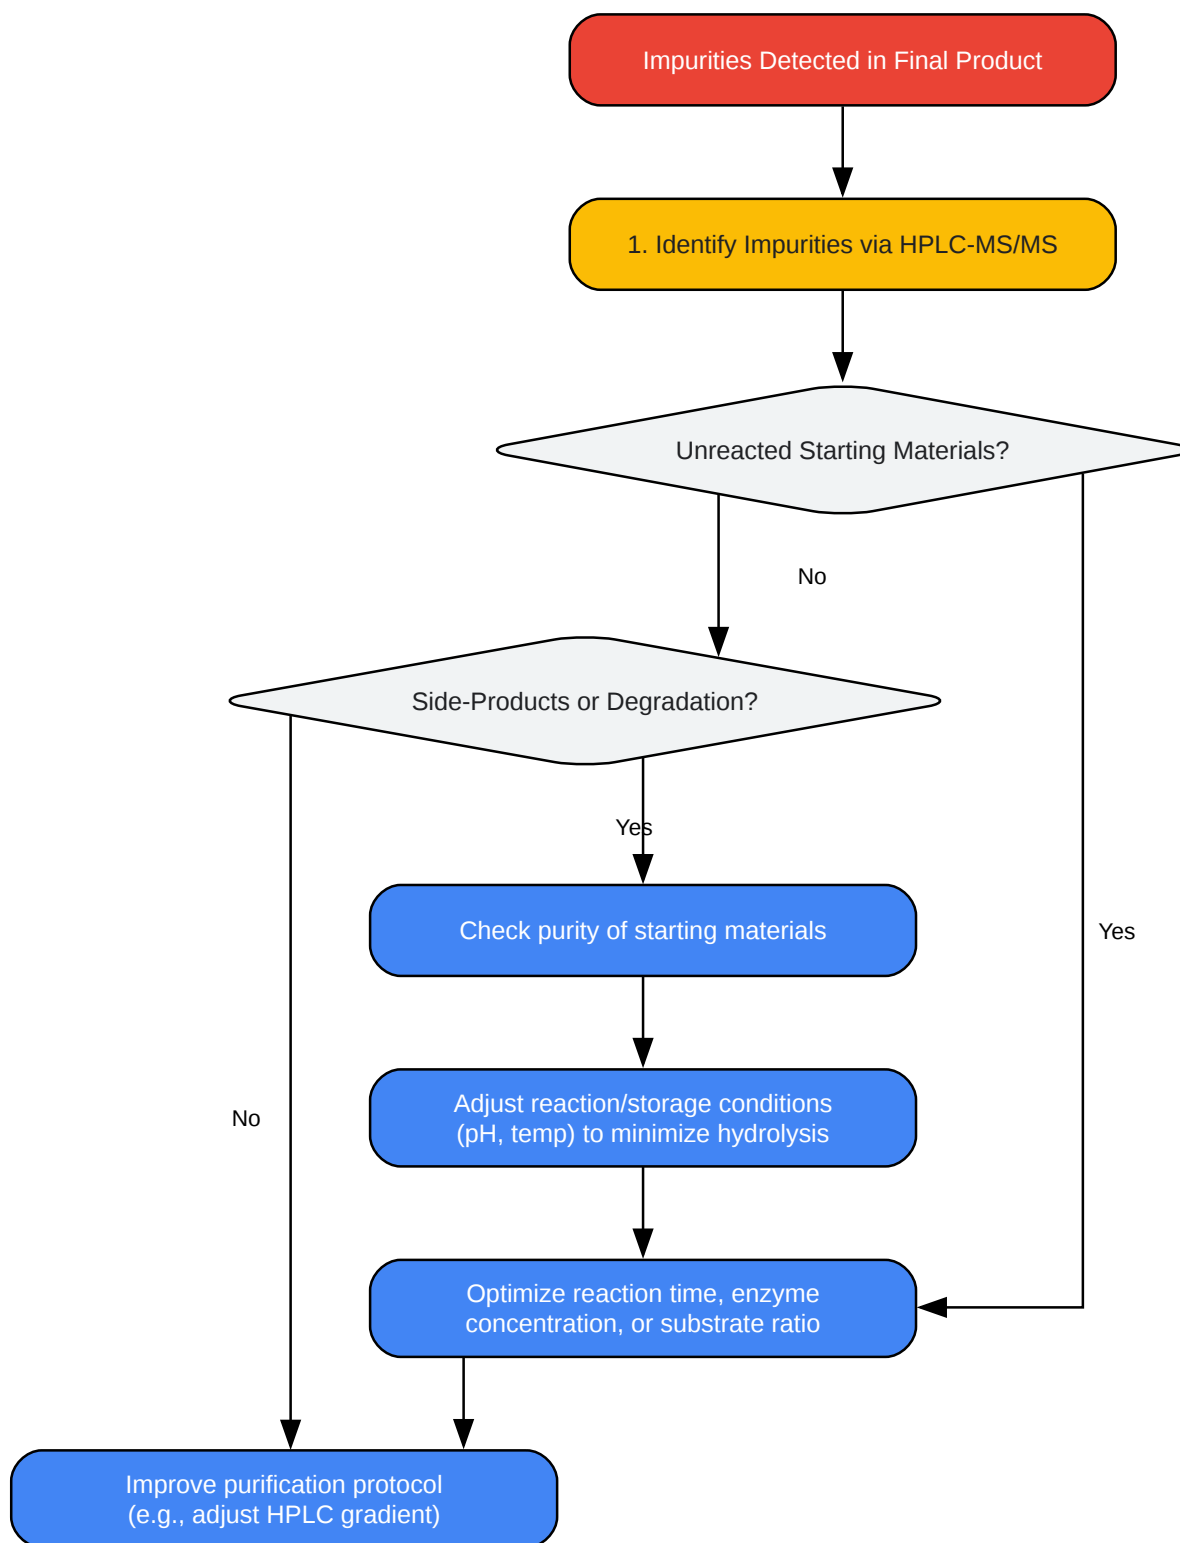 Impurities Detected in Final Product
1. Identify Impurities via HPLC-MS/MS
Unreacted Starting Materials?
No
Side-Products or Degradation?
Yes
Check purity of starting materials
Yes
Adjust reaction/storage conditions
(pH, temp) to minimize hydrolysis
No
Optimize reaction time, enzyme
concentration, or substrate ratio
Improve purification protocol
(e.g., adjust HPLC gradient)